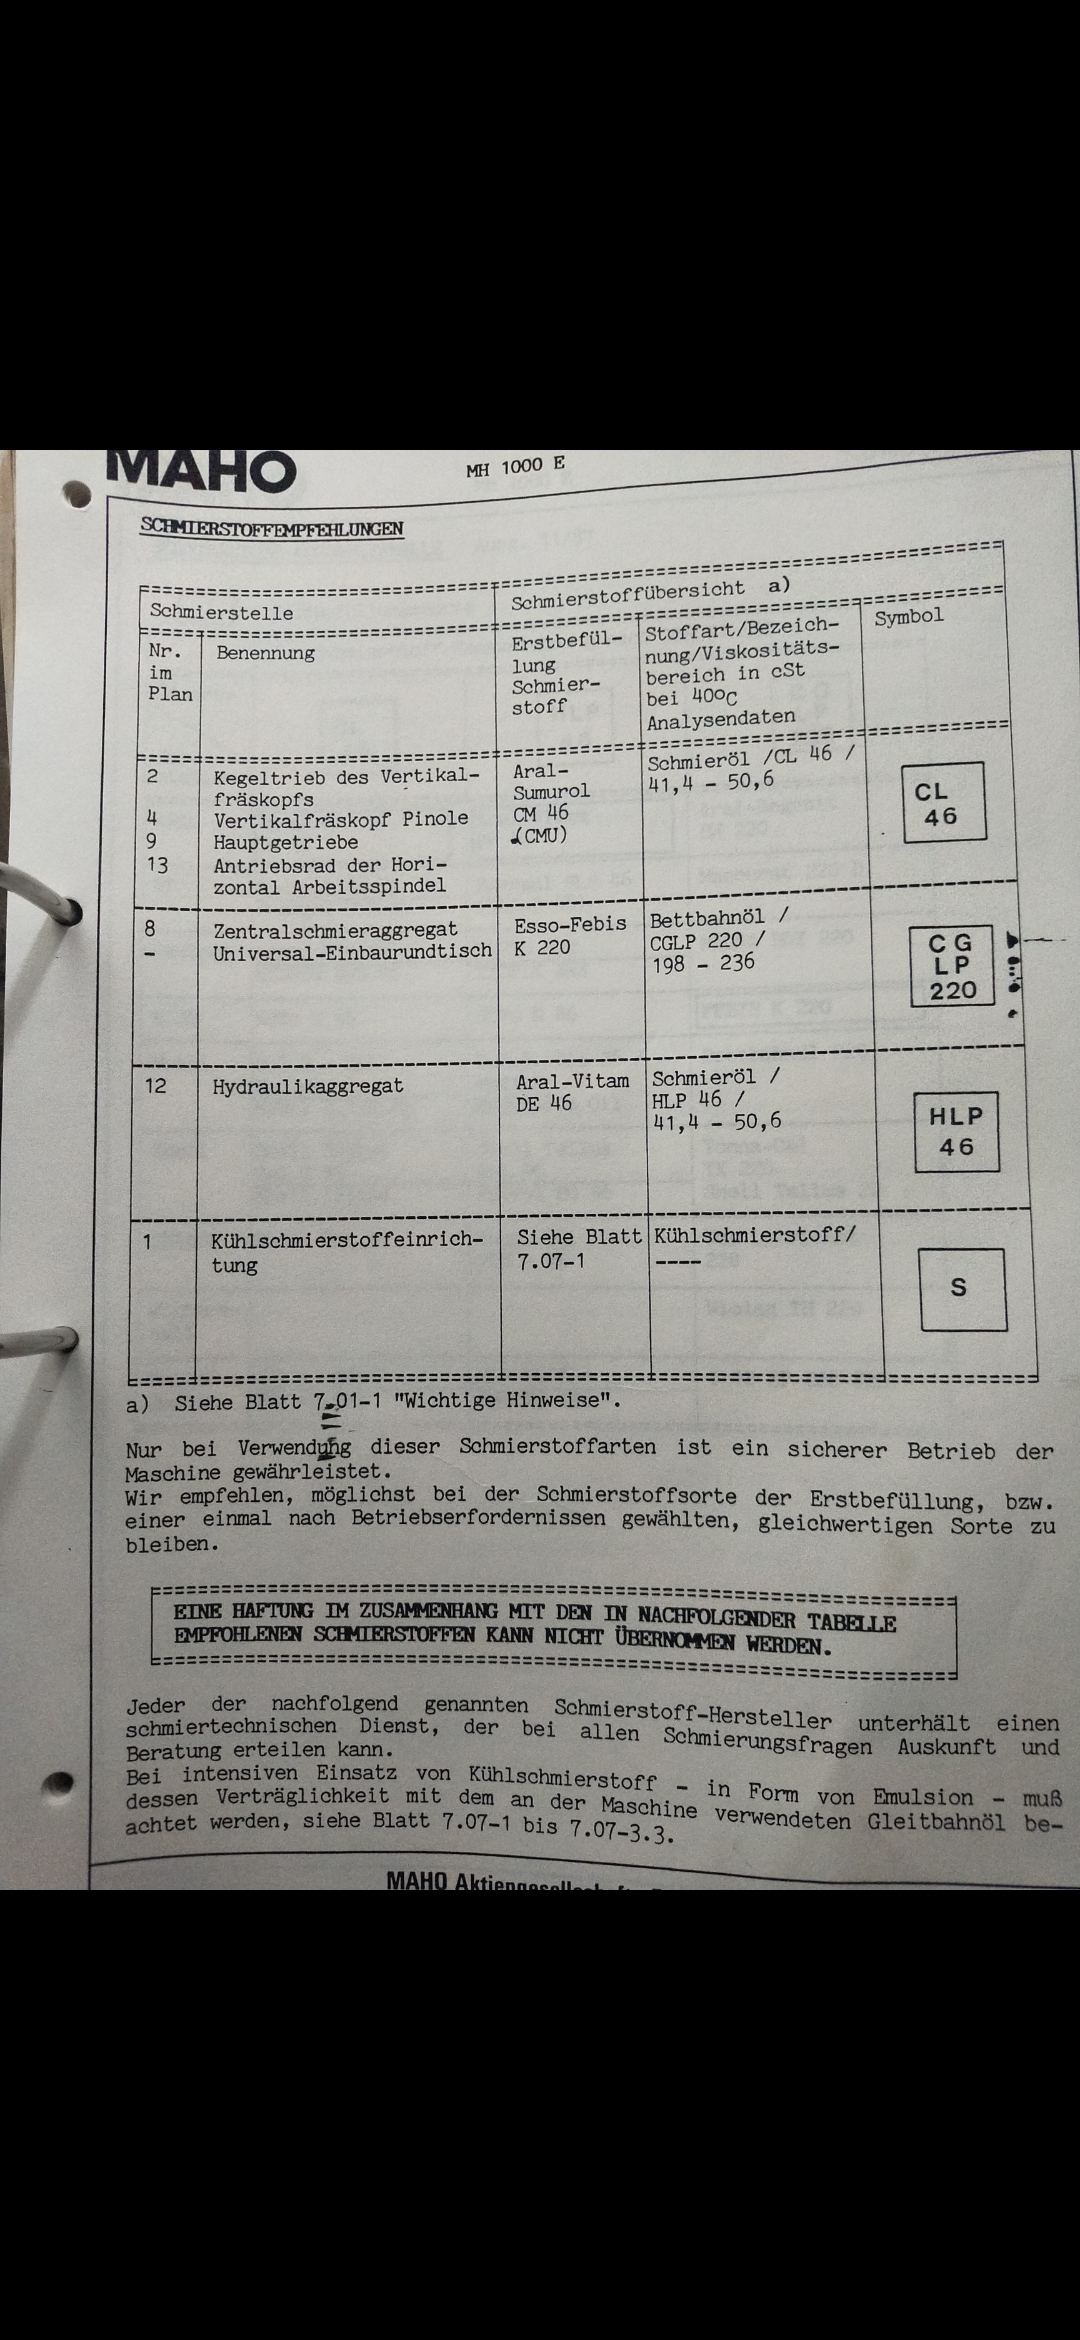 MAHO
MH 1000 E
SCHMIERSTOFFEMPFEHLUNGEN
Schmierstelle
Schmierstoffübersicht a)
Nr. im Plan
Benennung
Erstbefül-
lung
Schmier-
stoff
Stoffart/Bezeich-
nung/Viskositäts-
bereich in cSt
bei 40°C
Analysendaten
Symbol
2 Kegeltrieb des Vertikal-
fräskopfs
4 Vertikalfräskopf Pinole
9 Hauptgetriebe
13 Antriebsrad der Hori-
zontal Arbeitsspindel
Aral-
Sumurol
CM 46
(CMU)
Schmieröl /CL 46 /
41,4 - 50,6
CL
46
8 Zentralschmieraggregat
- Universal-Einbaurundtisch
Esso-Febis
K 220
Bettbahnöl /
CGLP 220 /
198 - 236
CG
LP
220
12 Hydraulikaggregat
Aral-Vitam
DE 46
Schmieröl /
HLP 46 /
41,4 - 50,6
HLP
46
1 Kühlschmierstoffeinrich-
tung
Siehe Blatt
7.07-1
Kühlschmierstoff/
----
S
a) Siehe Blatt 7.01-1 "Wichtige Hinweise".
Nur bei Verwendung dieser Schmierstoffarten ist ein sicherer Betrieb der
Maschine gewährleistet.
Wir empfehlen, möglichst bei der Schmierstoffsorte der Erstbefüllung, bzw.
einer einmal nach Betriebserfordernissen gewählten, gleichwertigen Sorte zu
bleiben.
EINE HAFTUNG IM ZUSAMMENHANG MIT DEN IN NACHFOLGENDER TABELLE
EMPFOHLENEN SCHMIERSTOFFEN KANN NICHT ÜBERNOMMEN WERDEN.
Jeder der nachfolgend genannten Schmierstoff-Hersteller unterhält einen
schmiertechnischen Dienst, der bei allen Schmierungsfragen Auskunft und
Beratung erteilen kann.
Bei intensiven Einsatz von Kühlschmierstoff - in Form von Emulsion - muß
dessen Verträglichkeit mit dem an der Maschine verwendeten Gleitbahnöl be-
achtet werden, siehe Blatt 7.07-1 bis 7.07-3.3.
MAHO